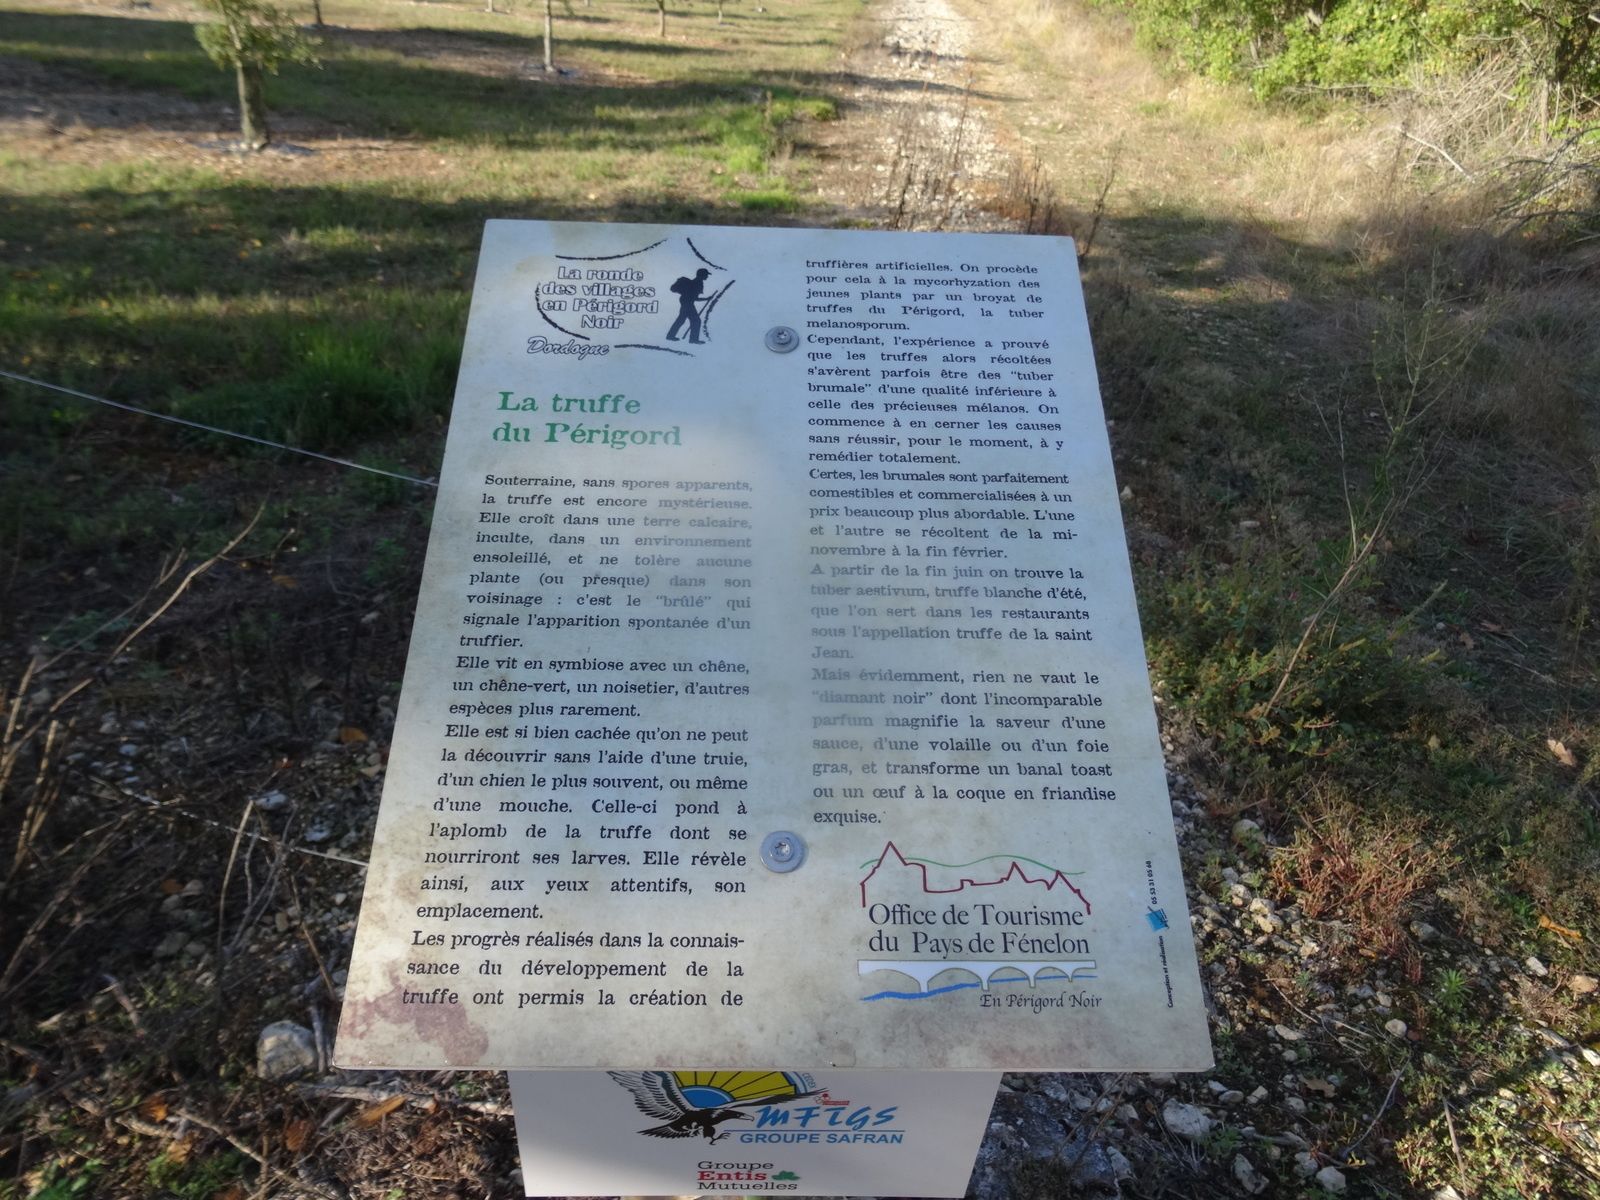 La ronde
des villages
en Périgord
Noir
Dordogne
La truffe
du Périgord
Souterraine, sans spores apparents,
la truffe est encore mystérieuse.
Elle croît dans une terre calcaire,
inculte, dans un environnement
ensoleillé, et ne tolère aucune
plante (ou presque) dans son
voisinage : c'est le "brûlé" qui
signale l'apparition spontanée d'un
truffier.
Elle vit en symbiose avec un chêne,
un chêne-vert, un noisetier, d'autres
espèces plus rarement.
Elle est si bien cachée qu'on ne peut
la découvrir sans l'aide d'une truie,
d'un chien le plus souvent, ou même
d'une mouche. Celle-ci pond à
l'aplomb de la truffe dont se
nourriront ses larves. Elle révèle
ainsi, aux yeux attentifs, son
emplacement.
Les progrès réalisés dans la connais-
sance du développement de la
truffe ont permis la création de
truffières artificielles. On procède
pour cela à la mycorhyzation des
jeunes plants par un broyat de
truffes du Périgord, la tuber
melanosporum.
Cependant, l'expérience a prouvé
que les truffes alors récoltées
s'avèrent parfois être des "tuber
brumale" d'une qualité inférieure à
celle des précieuses mélanos. On
commence à en cerner les causes
sans réussir, pour le moment, à y
remédier totalement.
Certes, les brumales sont parfaitement
comestibles et commercialisées à un
prix beaucoup plus abordable. L'une
et l'autre se récoltent de la mi-
novembre à la fin février.
A partir de la fin juin on trouve la
tuber aestivum, truffe blanche d'été,
que l'on sert dans les restaurants
sous l'appellation truffe de la saint
Jean.
Mais évidemment, rien ne vaut le
"diamant noir" dont l'incomparable
parfum magnifie la saveur d'une
sauce, d'une volaille ou d'un foie
gras, et transforme un banal toast
ou un œuf à la coque en friandise
exquise.
Office de Tourisme
du Pays de Fénelon
En Périgord Noir
Conception et réalisation
05 53 31 05 60
MFIGS
GROUPE SAFRAN
Groupe
Entis
Mutuelles